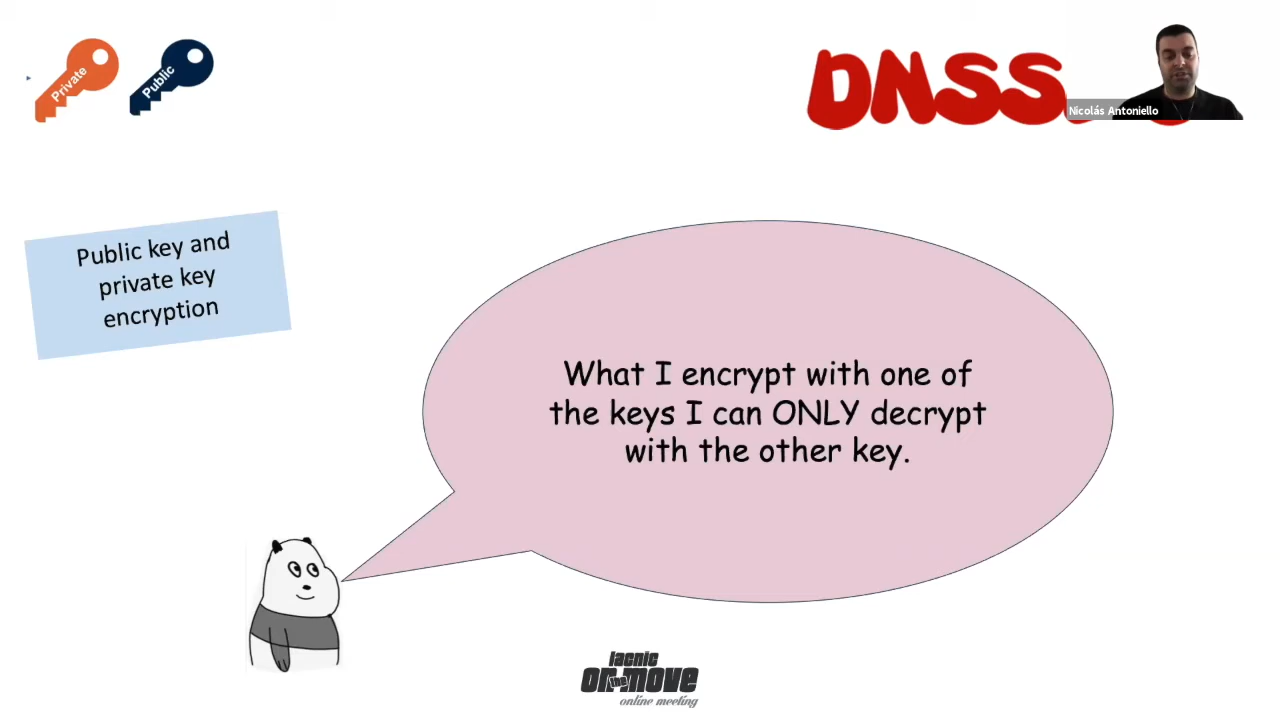 Private
Public
DNSS
Nicolás Antoniello
Public key and
private key
encryption
What I encrypt with one of
the keys I can ONLY decrypt
with the other key.
lacnic
on the move
online meeting